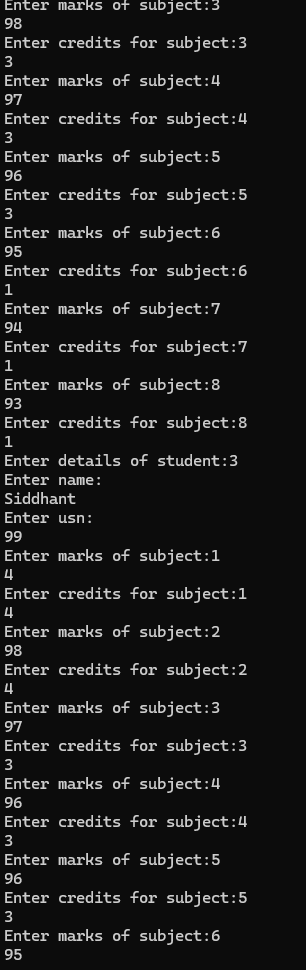 Enter marks of subject:3
98
Enter credits for subject:3
3
Enter marks of subject:4
97
Enter credits for subject:4
3
Enter marks of subject:5
96
Enter credits for subject:5
3
Enter marks of subject:6
95
Enter credits for subject:6
1
Enter marks of subject:7
94
Enter credits for subject:7
1
Enter marks of subject:8
93
Enter credits for subject:8
1
Enter details of student:3
Enter name:
Siddhant
Enter usn:
99
Enter marks of subject:1
4
Enter credits for subject:1
4
Enter marks of subject:2
98
Enter credits for subject:2
4
Enter marks of subject:3
97
Enter credits for subject:3
3
Enter marks of subject:4
96
Enter credits for subject:4
3
Enter marks of subject:5
96
Enter credits for subject:5
3
Enter marks of subject:6
95